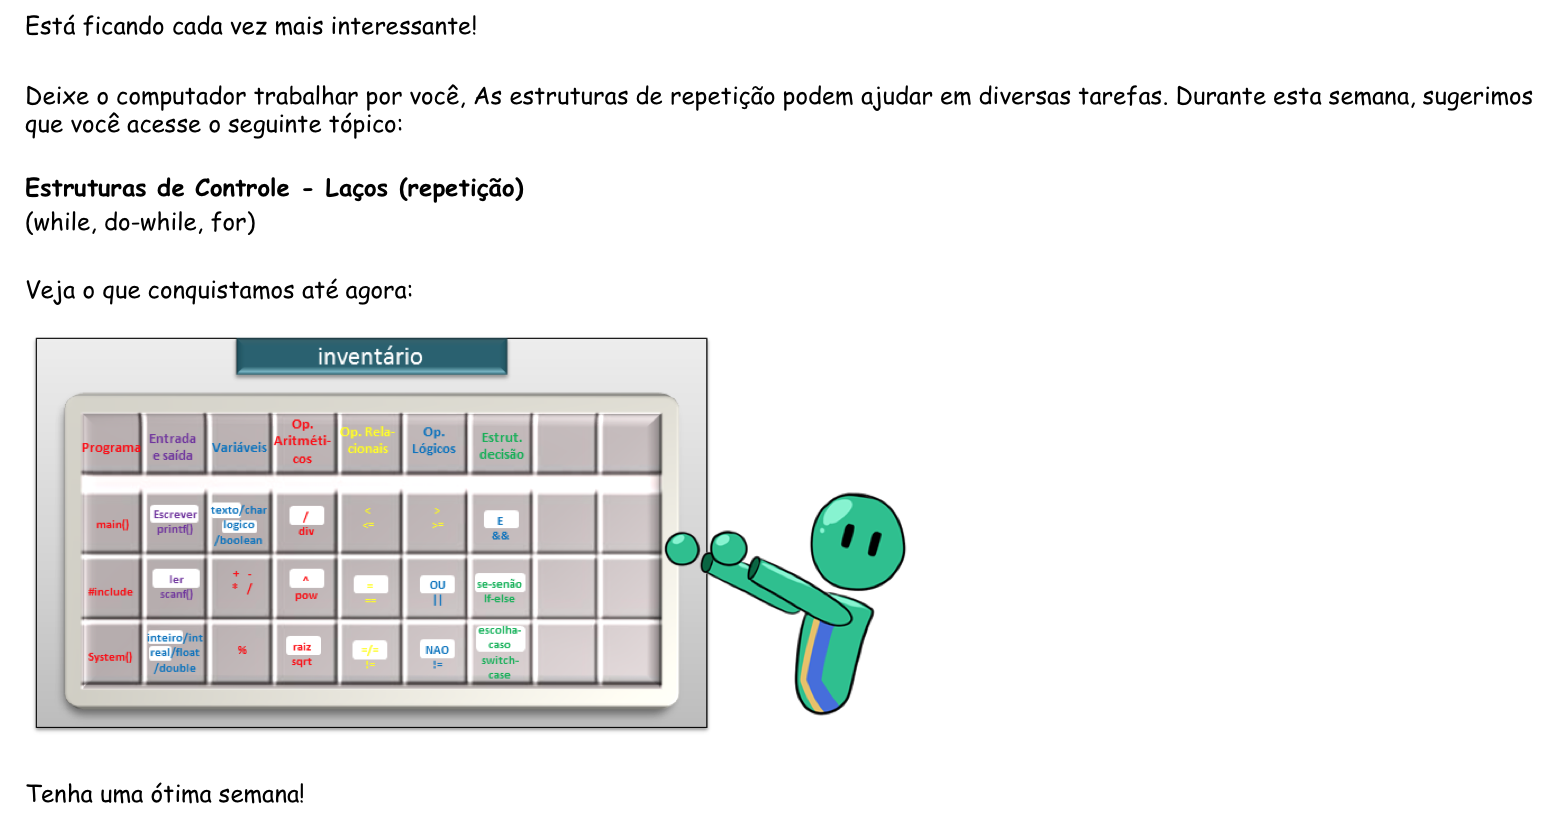 Está ficando cada vez mais interessante!
Deixe o computador trabalhar por você, As estruturas de repetição podem ajudar em diversas tarefas. Durante esta semana, sugerimos
que você acesse o seguinte tópico:
Estruturas de Controle - Laços (repetição)
(while, do-while, for)
Veja o que conquistamos até agora:
inventário
Programa
Entrada
e saída
Variáveis
Op.
Aritméti-
cos
Op. Rela-
cionais
Op.
Lógicos
Estrut.
decisão
main()
Escrever
printf()
texto/char
logico
/boolean
/
div
<
<=
>
>=
E
&&
#include
ler
scanf()
+ -
* /
^
pow
=
==
OU
||
se-senão
If-else
System()
inteiro/int
real/float
/double
%
raiz
sqrt
=/=
!=
NAO
!=
escolha-
caso
switch-
case
Tenha uma ótima semana!